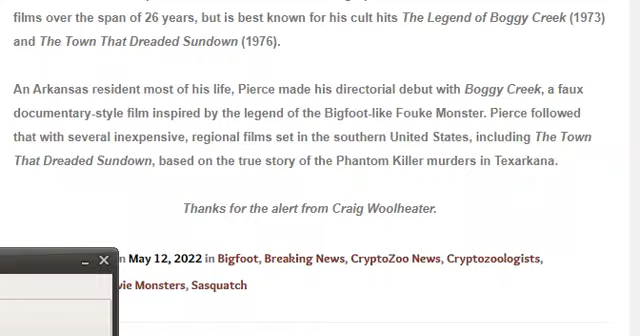 films over the span of 26 years, but is best known for his cult hits The Legend of Boggy Creek (1973)
and The Town That Dreaded Sundown (1976).
An Arkansas resident most of his life, Pierce made his directorial debut with Boggy Creek, a faux
documentary-style film inspired by the legend of the Bigfoot-like Fouke Monster. Pierce followed
that with several inexpensive, regional films set in the southern United States, including The Town
That Dreaded Sundown, based on the true story of the Phantom Killer murders in Texarkana.
Thanks for the alert from Craig Woolheater.
n May 12, 2022 in Bigfoot, Breaking News, CryptoZoo News, Cryptozoologists,
vie Monsters, Sasquatch